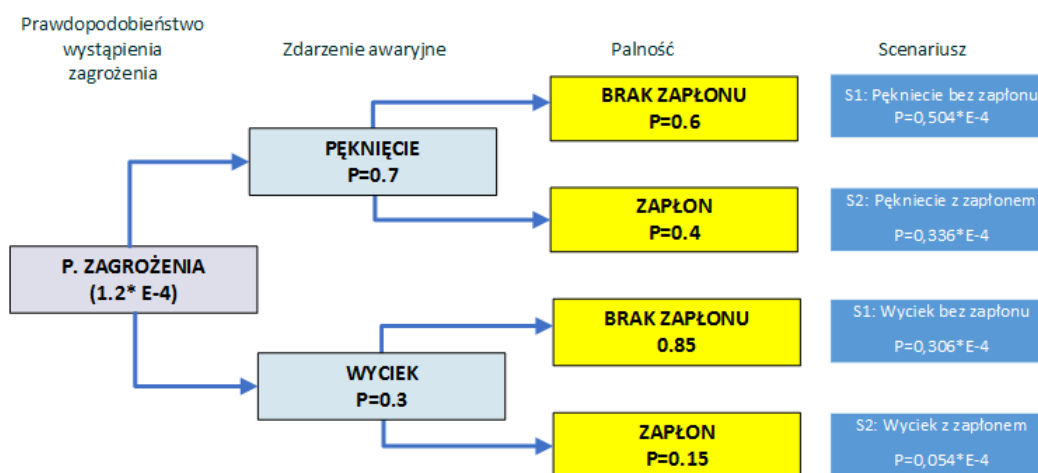 Prawdopodobieństwo
wystąpienia
zagrożenia
Zdarzenie awaryjne
Palność
Scenariusz
BRAK ZAPŁONU
P=0.6
S1: Pękniecie bez zapłonu
P=0,504*E-4
PĘKNIĘCIE
P=0.7
ZAPŁON
P=0.4
S2: Pękniecie z zapłonem
P=0,336*E-4
P. ZAGROŻENIA
(1.2* E-4)
BRAK ZAPŁONU
0.85
S1: Wyciek bez zapłonu
P=0,306*E-4
WYCIEK
P=0.3
ZAPŁON
P=0.15
S2: Wyciek z zapłonem
P=0,054*E-4